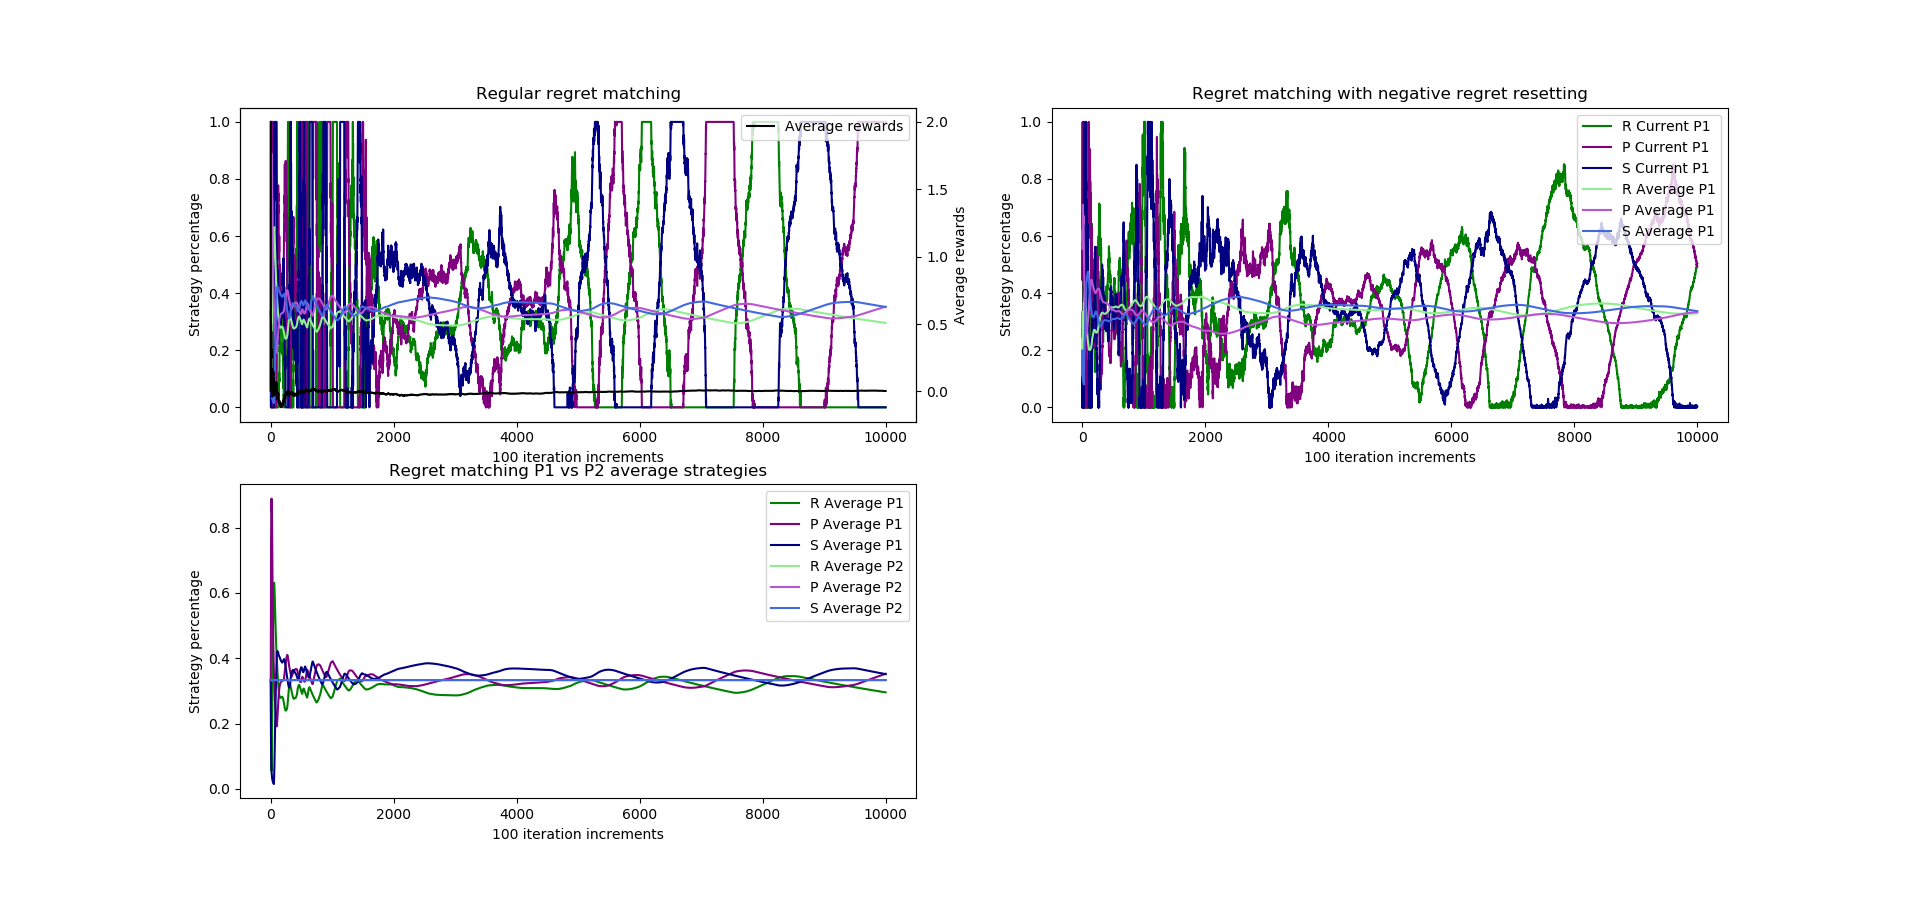 Regular regret matching
1.0
0.8
0.6
0.4
0.2
0.0
Strategy percentage
Average rewards
2.0
1.5
1.0
0.5
0.0
Average rewards
0 2000 4000 6000 8000 10000
100 iteration increments
Regret matching with negative regret resetting
1.0
0.8
0.6
0.4
0.2
0.0
Strategy percentage
R Current P1
P Current P1
S Current P1
R Average P1
P Average P1
S Average P1
0 2000 4000 6000 8000 10000
100 iteration increments
Regret matching P1 vs P2 average strategies
0.8
0.6
0.4
0.2
0.0
Strategy percentage
R Average P1
P Average P1
S Average P1
R Average P2
P Average P2
S Average P2
0 2000 4000 6000 8000 10000
100 iteration increments